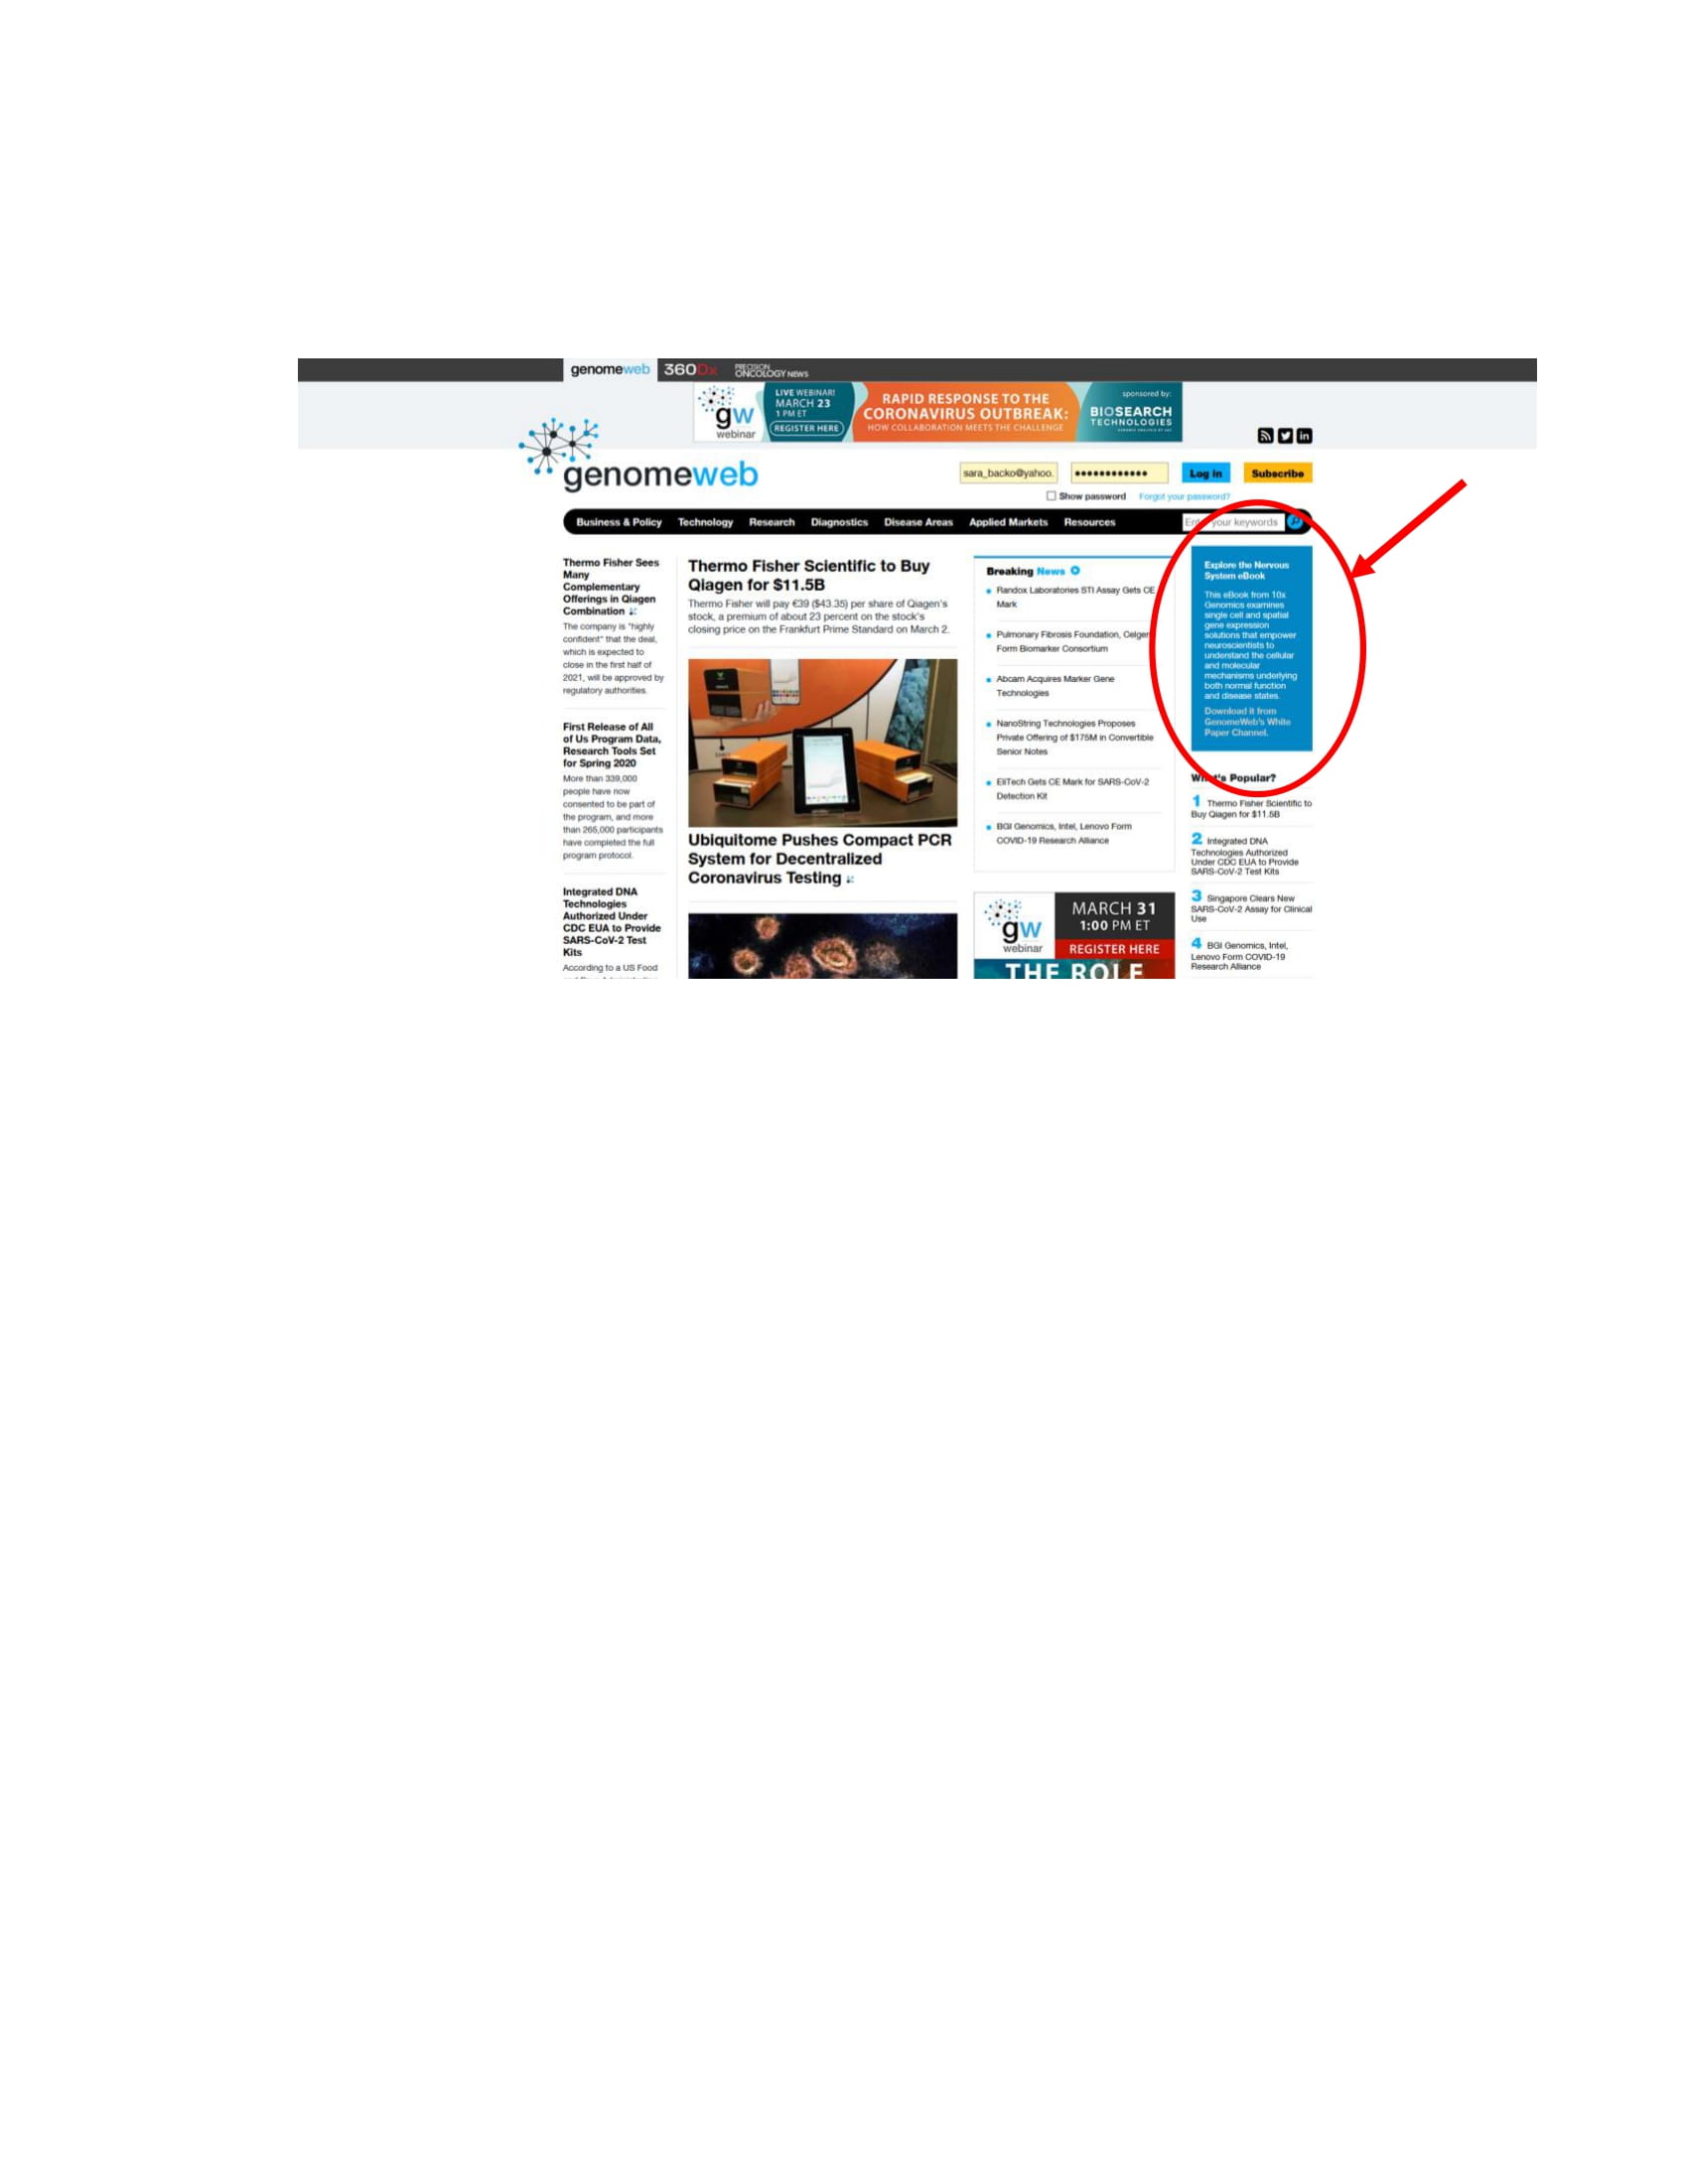 genomeweb 360Dx PRECISION ONCOLOGY NEWS
gw webinar
LIVE WEBINAR!
MARCH 23
1 PM ET
REGISTER HERE
RAPID RESPONSE TO THE
CORONAVIRUS OUTBREAK:
HOW COLLABORATION MEETS THE CHALLENGE
sponsored by:
BIOSEARCH
TECHNOLOGIES
in
genomeweb
sara_backo@yahoo.
Log in
Subscribe
Show password
Forgot your password?
Business & Policy Technology Research Diagnostics Disease Areas Applied Markets Resources
Enter your keywords
Thermo Fisher Sees
Many
Complementary
Offerings in Qiagen
Combination
The company is "highly
confident" that the deal,
which is expected to
close in the first half of
2021, will be approved by
regulatory authorities.
First Release of All
of Us Program Data,
Research Tools Set
for Spring 2020
More than 339,000
people have now
consented to be part of
the program, and more
than 265,000 participants
have completed the full
program protocol.
Integrated DNA
Technologies
Authorized Under
CDC EUA to Provide
SARS-CoV-2 Test
Kits
According to a US Food
Thermo Fisher Scientific to Buy
Qiagen for $11.5B
Thermo Fisher will pay €39 ($43.35) per share of Qiagen's
stock, a premium of about 23 percent on the stock's
closing price on the Frankfurt Prime Standard on March 2.
Ubiquitome Pushes Compact PCR
System for Decentralized
Coronavirus Testing
Breaking News
Randox Laboratories STI Assay Gets CE
Mark
Pulmonary Fibrosis Foundation,
Form Biomarker Consortium
Abcam Acquires Marker Gene
Technologies
NanoString Technologies Proposes
Private Offering of $175M in Convertible
Senior Notes
EliTech Gets CE Mark for SARS-CoV-2
Detection Kit
BGI Genomics, Intel, Lenovo Form
COVID-19 Research Alliance
gw
webinar
MARCH 31
1:00 PM ET
REGISTER HERE
THE ROLE
Explore the Nervous
System eBook
This eBook from 10x
Genomics examines
single cell and spatial
gene expression
solutions that empower
neuroscientists to
understand the cellular
and molecular
mechanisms underlying
both normal function
and disease states.
Download it from
GenomeWeb's White
Paper Channel.
What's Popular?
1 Thermo Fisher Scientific to
Buy Qiagen for $11.5B
2 Integrated DNA
Technologies Authorized
Under CDC EUA to Provide
SARS-CoV-2 Test Kits
3 Singapore Clears New
SARS-CoV-2 Assay for Clinical
Use
4 BGI Genomics, Intel,
Lenovo Form COVID-19
Research Alliance